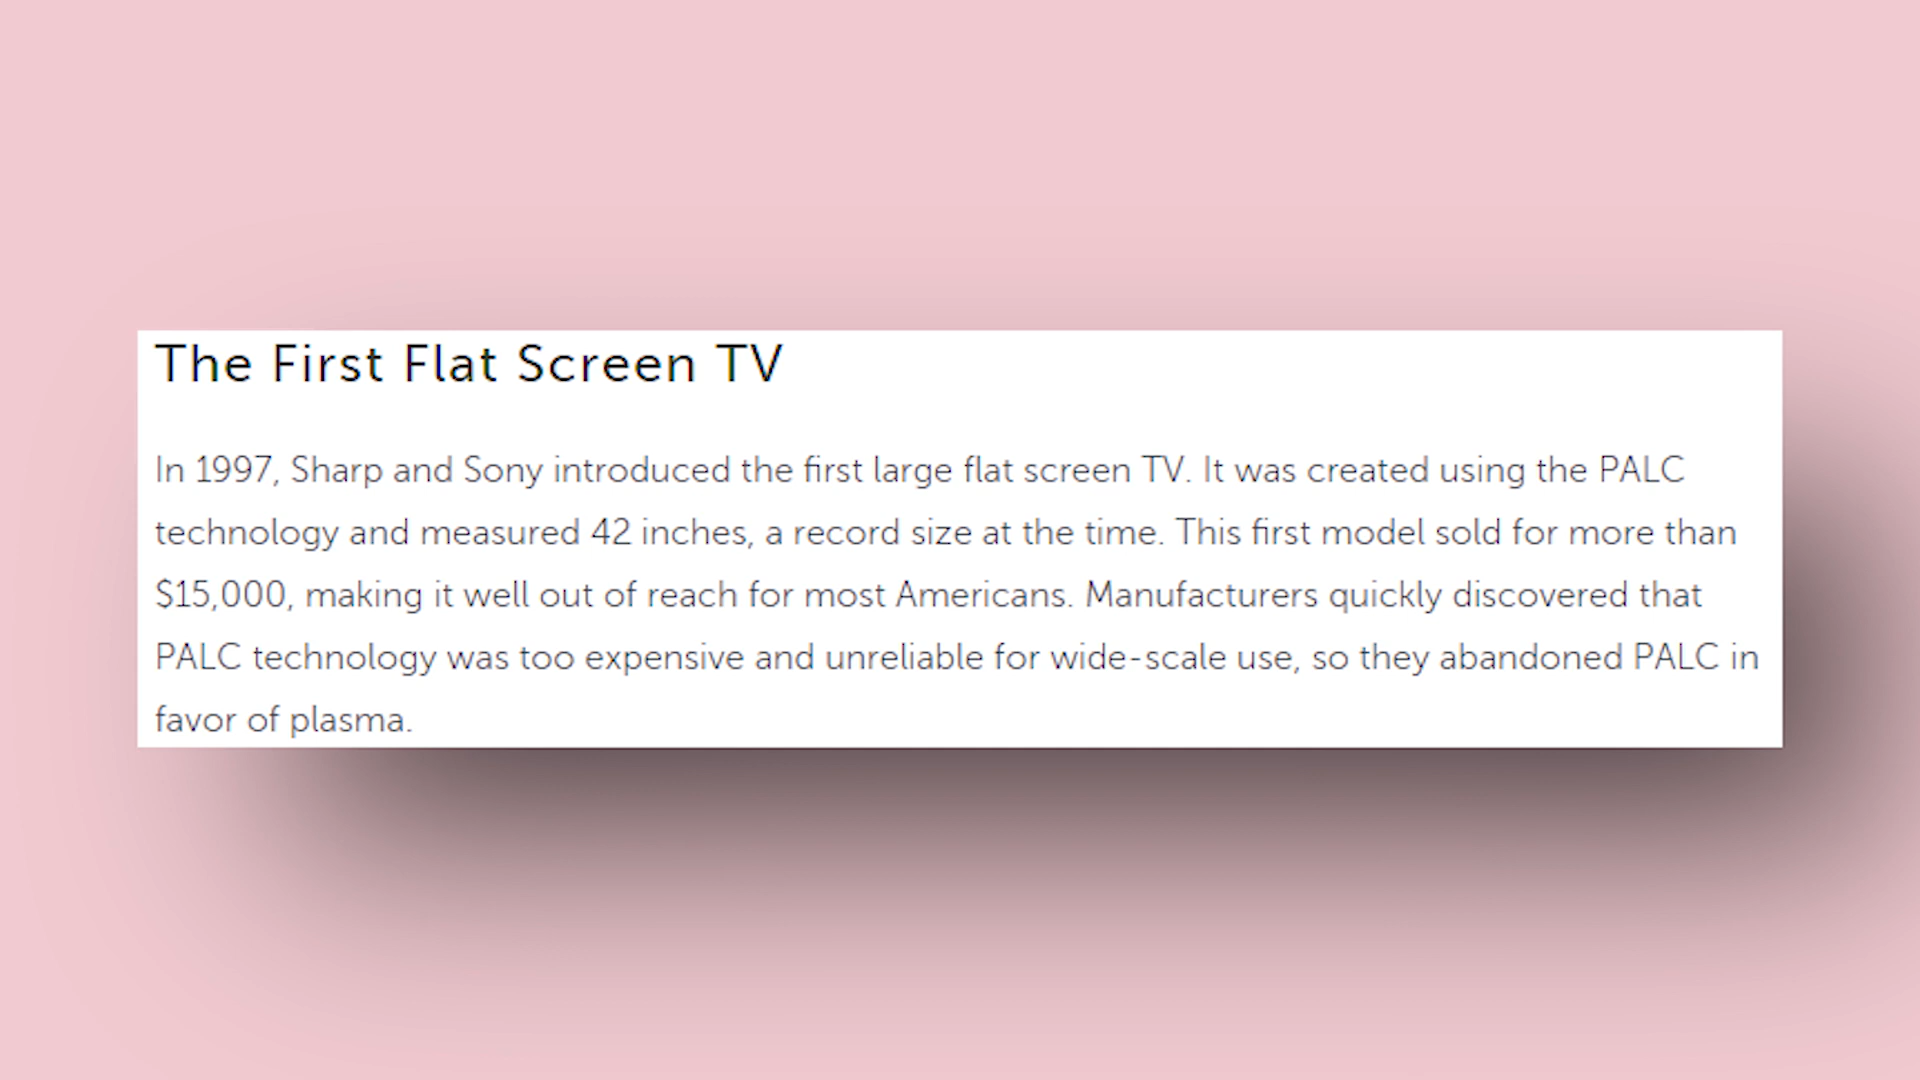 The First Flat Screen TV
In 1997, Sharp and Sony introduced the first large flat screen TV. It was created using the PALC
technology and measured 42 inches, a record size at the time. This first model sold for more than
$15,000, making it well out of reach for most Americans. Manufacturers quickly discovered that
PALC technology was too expensive and unreliable for wide-scale use, so they abandoned PALC in
favor of plasma.